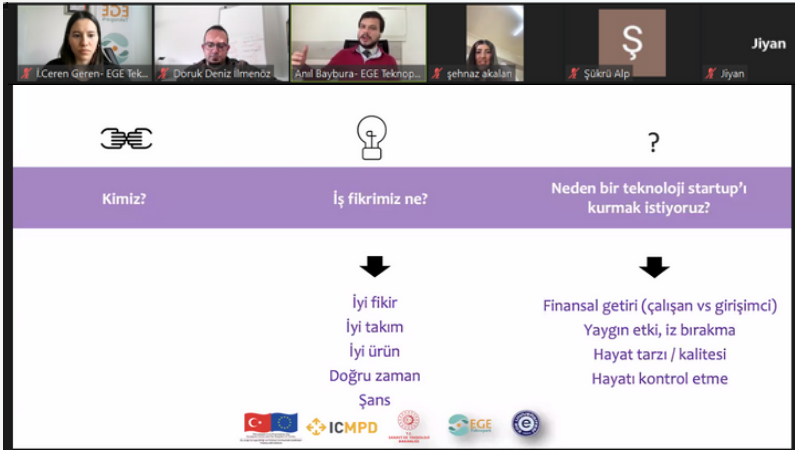 İ.Ceren Geren- EGE Tek...
Doruk Deniz İlmenöz
Anıl Baybura- EGE Teknop...
şehnaz akalan
Ş
Şükrü Alp
Jiyan
Jiyan
?
Kimiz?
İş fikrimiz ne?
Neden bir teknoloji startup'ı
kurmak istiyoruz?
İyi fikir
İyi takım
İyi ürün
Doğru zaman
Şans
Finansal getiri (çalışan vs girişimci)
Yaygın etki, iz bırakma
Hayat tarzı / kalitesi
Hayatı kontrol etme
ICMPD
EGE
Teknopark